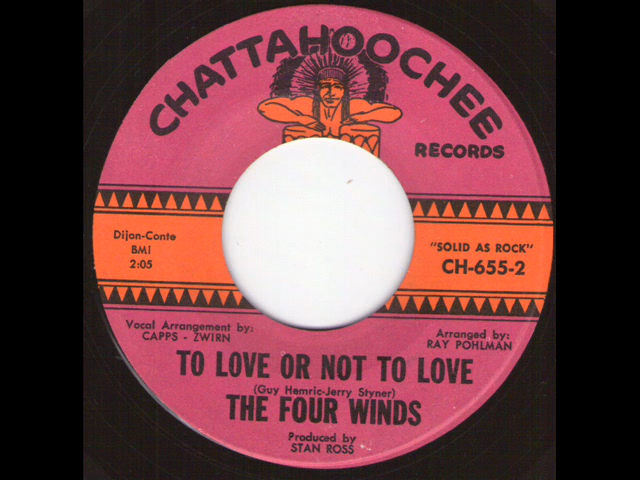 CHATTAHOOCHEE
RECORDS
Dijon-Conte
BMI
2:05
"SOLID AS ROCK"
CH-655-2
Vocal Arrangement by:
CAPPS - ZWIRN
Arranged by:
RAY POHLMAN
TO LOVE OR NOT TO LOVE
(Guy Hemric-Jerry Styner)
THE FOUR WINDS
Produced by
STAN ROSS